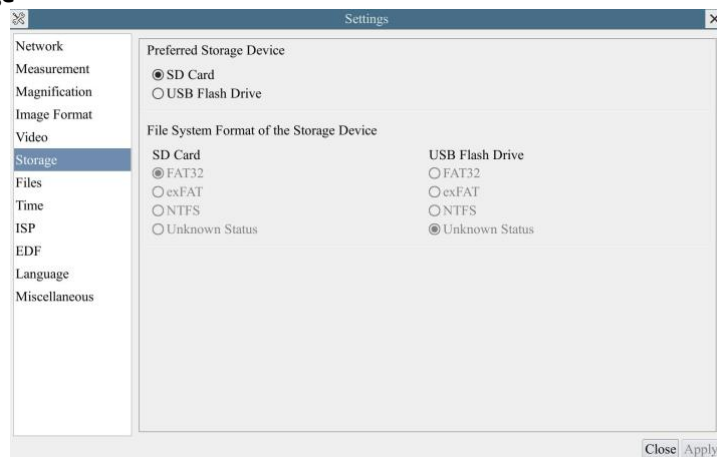 Settings
Network
Measurement
Magnification
Image Format
Video
Storage
Files
Time
ISP
EDF
Language
Miscellaneous
Preferred Storage Device
SD Card
USB Flash Drive
File System Format of the Storage Device
SD Card
FAT32
exFAT
NTFS
Unknown Status
USB Flash Drive
FAT32
exFAT
NTFS
Unknown Status
Close Apply